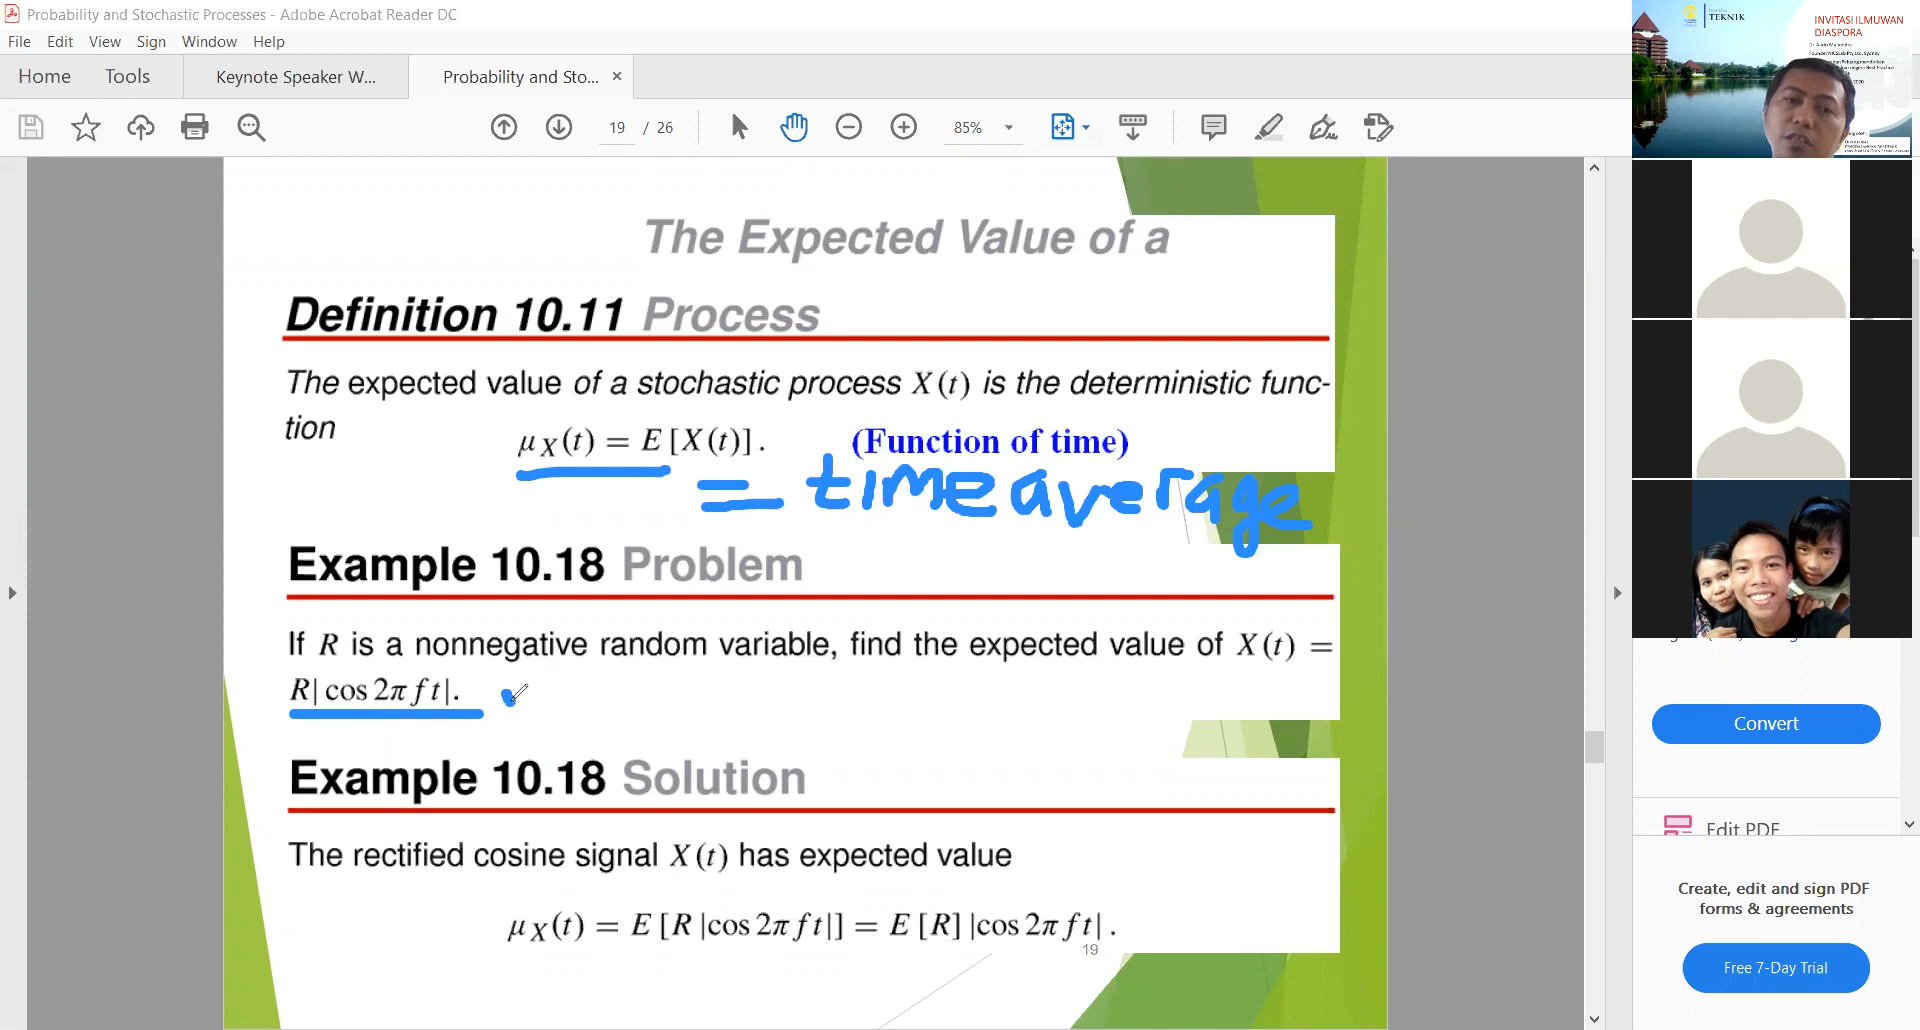 Probability and Stochastic Processes - Adobe Acrobat Reader DC
File Edit View Sign Window Help
Home Tools Keynote Speaker W... Probability and Sto... ×
19 / 26 85%
The Expected Value of a
Definition 10.11 Process
The expected value of a stochastic process X(t) is the deterministic func-
tion
μX(t) = E [X(t)]. (Function of time)
= time average
Example 10.18 Problem
If R is a nonnegative random variable, find the expected value of X(t) =
R| cos 2π f t|.
Example 10.18 Solution
The rectified cosine signal X(t) has expected value
μX(t) = E [R |cos 2π f t|] = E [R] |cos 2π f t| .
19
TEKNIK
INVITASI ILMUWAN
DIASPORA
Convert
Edit PDF
Create, edit and sign PDF
forms & agreements
Free 7-Day Trial